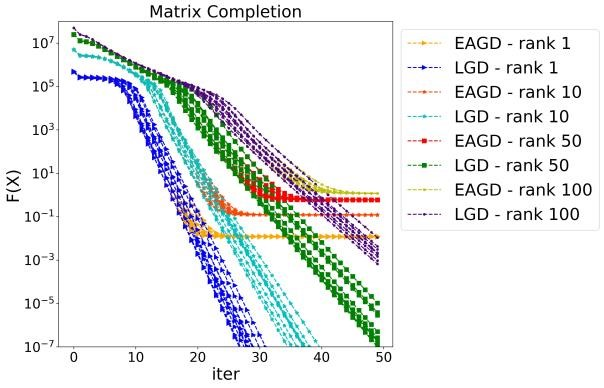 Matrix Completion
F(X)
10^7
10^5
10^3
10^1
10^−1
10^−3
10^−5
10^−7
0 10 20 30 40 50
iter
EAGD - rank 1
LGD - rank 1
EAGD - rank 10
LGD - rank 10
EAGD - rank 50
LGD - rank 50
EAGD - rank 100
LGD - rank 100